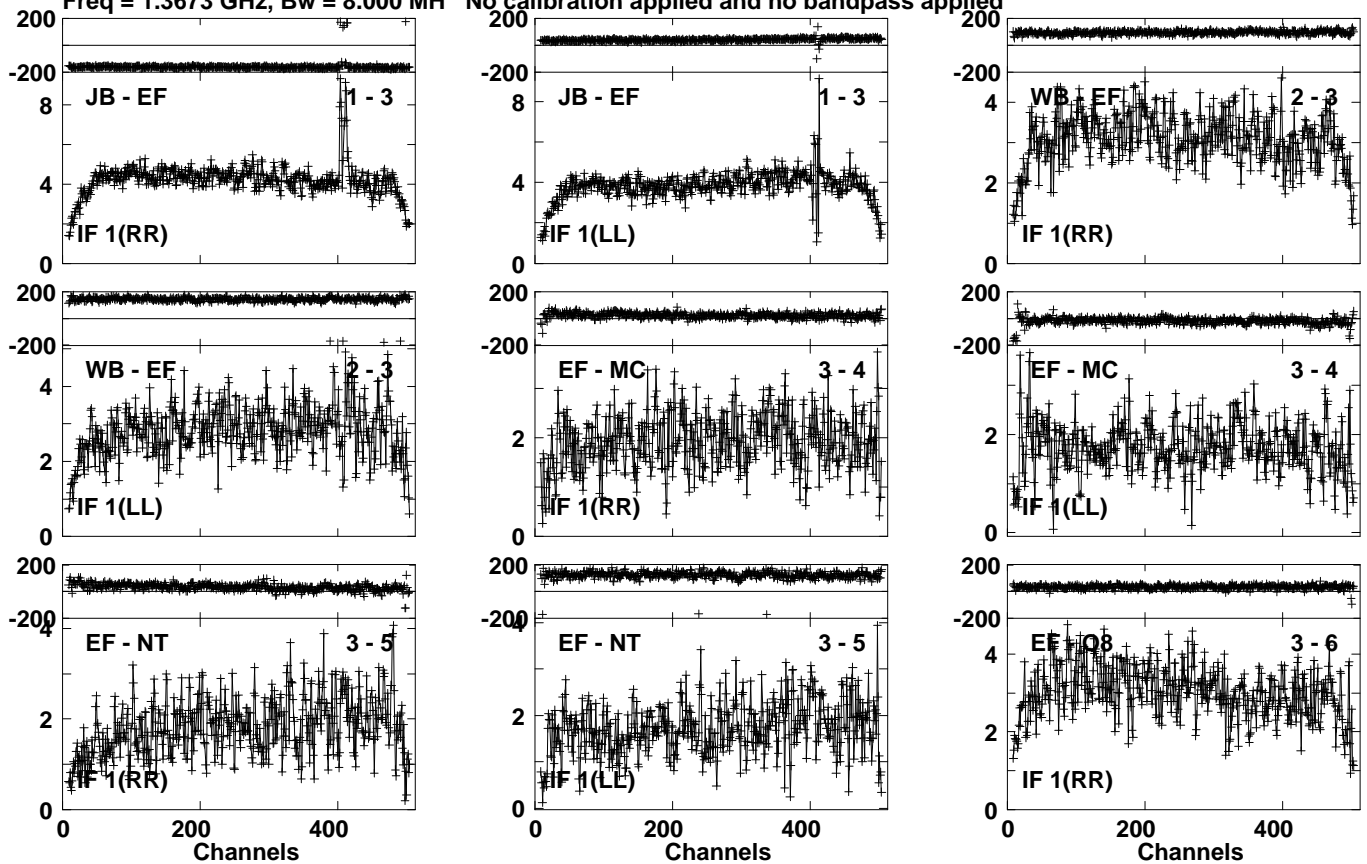 Freq = 1.3673 GHz, Bw = 8.000 MH   No calibration applied and no bandpass applied
200
-200
JB - EF 1 - 3
8
4
IF 1(RR)
0
JB - EF 1 - 3
8
4
IF 1(LL)
0
200
-200
WB - EF 2 - 3
4
2
IF 1(RR)
0
200
-200
WB - EF 2 - 3
4
2
IF 1(LL)
0
200
-200
EF - MC 3 - 4
2
IF 1(RR)
0
200
-200
EF - MC 3 - 4
2
IF 1(LL)
0
200
-200
4
EF - NT 3 - 5
2
IF 1(RR)
0
0 200 400
Channels
200
-200
4
EF - NT 3 - 5
2
IF 1(LL)
0
0 200 400
Channels
200
-200
EF - Q8 3 - 6
4
2
IF 1(RR)
0
0 200 400
Channels